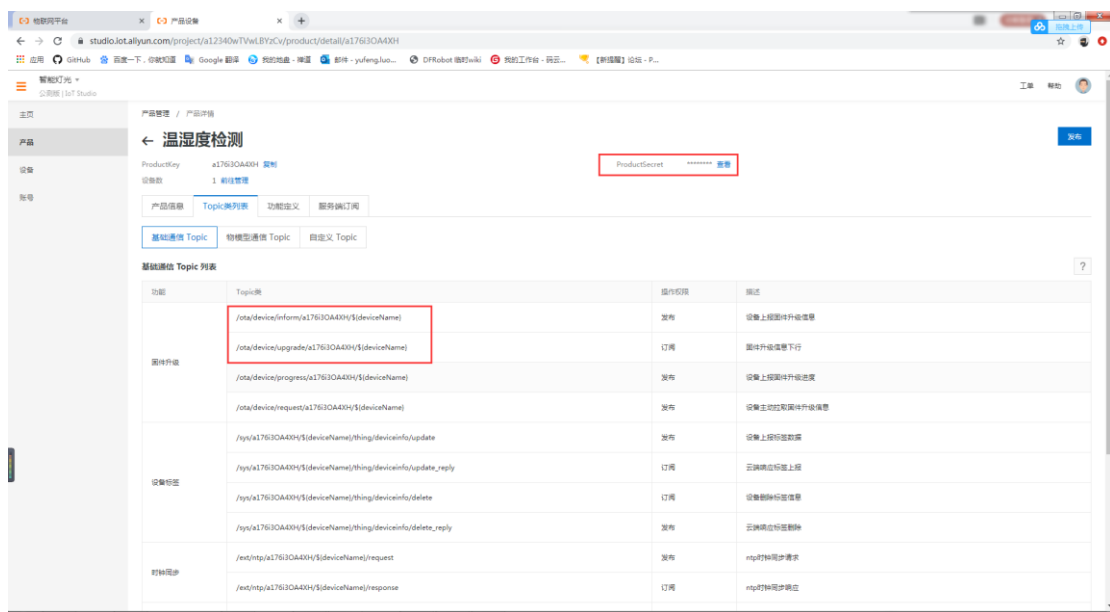 物联网平台 × 产品设备 × +
拖拽上传
studio.iot.aliyun.com/project/a12340wTVwLBYzCv/product/detail/a176i3OA4XH
应用 GitHub 百度一下,你就知道 Google 翻译 我的地盘 - 禅道 邮件 - yufeng.luo... DFRobot 临时wiki 我的工作台 - 码云... 【新提醒】论坛 - P...
智能灯光
公测版 | IoT Studio
工单 帮助
主页
产品
设备
账号
产品管理 / 产品详情
← 温湿度检测
发布
ProductKey a176i3OA4XH 复制
ProductSecret ******** 查看
设备数 1 前往管理
产品信息 Topic类列表 功能定义 服务端订阅
基础通信 Topic 物模型通信 Topic 自定义 Topic
基础通信 Topic 列表 ?
功能 Topic类 操作权限 描述
固件升级
/ota/device/inform/a176i3OA4XH/${deviceName} 发布 设备上报固件升级信息
/ota/device/upgrade/a176i3OA4XH/${deviceName} 订阅 固件升级信息下行
/ota/device/progress/a176i3OA4XH/${deviceName} 发布 设备上报固件升级进度
/ota/device/request/a176i3OA4XH/${deviceName} 发布 设备主动拉取固件升级信息
设备标签
/sys/a176i3OA4XH/${deviceName}/thing/deviceinfo/update 发布 设备上报标签数据
/sys/a176i3OA4XH/${deviceName}/thing/deviceinfo/update_reply 订阅 云端响应标签上报
/sys/a176i3OA4XH/${deviceName}/thing/deviceinfo/delete 订阅 设备删除标签信息
/sys/a176i3OA4XH/${deviceName}/thing/deviceinfo/delete_reply 发布 云端响应标签删除
时钟同步
/ext/ntp/a176i3OA4XH/${deviceName}/request 发布 ntp时钟同步请求
/ext/ntp/a176i3OA4XH/${deviceName}/response 订阅 ntp时钟同步响应